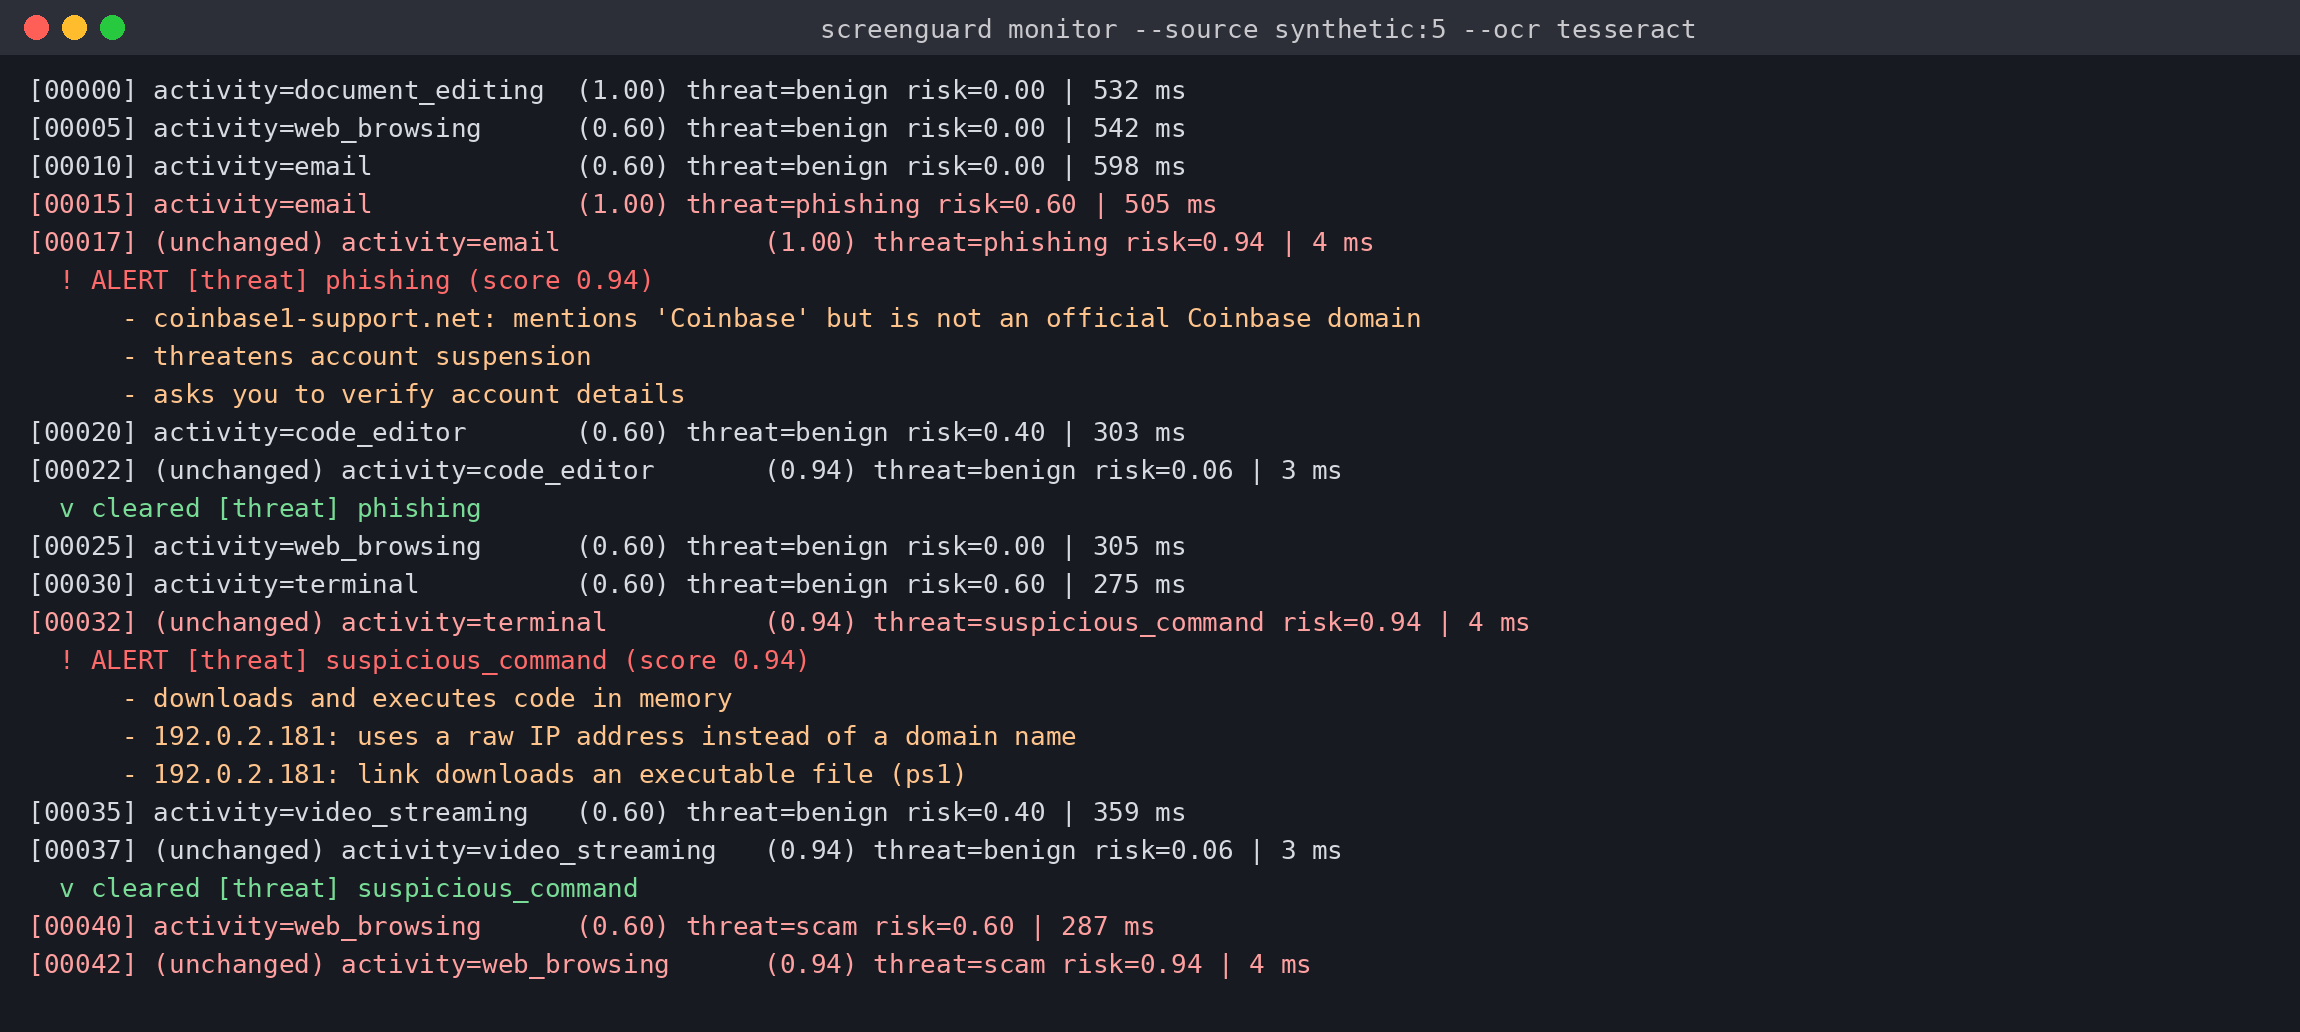 screenguard monitor --source synthetic:5 --ocr tesseract
[00000] activity=document_editing  (1.00) threat=benign risk=0.00 | 532 ms
[00005] activity=web_browsing      (0.60) threat=benign risk=0.00 | 542 ms
[00010] activity=email             (0.60) threat=benign risk=0.00 | 598 ms
[00015] activity=email             (1.00) threat=phishing risk=0.60 | 505 ms
[00017] (unchanged) activity=email             (1.00) threat=phishing risk=0.94 | 4 ms
  ! ALERT [threat] phishing (score 0.94)
      - coinbase1-support.net: mentions 'Coinbase' but is not an official Coinbase domain
      - threatens account suspension
      - asks you to verify account details
[00020] activity=code_editor       (0.60) threat=benign risk=0.40 | 303 ms
[00022] (unchanged) activity=code_editor       (0.94) threat=benign risk=0.06 | 3 ms
  v cleared [threat] phishing
[00025] activity=web_browsing      (0.60) threat=benign risk=0.00 | 305 ms
[00030] activity=terminal          (0.60) threat=benign risk=0.60 | 275 ms
[00032] (unchanged) activity=terminal          (0.94) threat=suspicious_command risk=0.94 | 4 ms
  ! ALERT [threat] suspicious_command (score 0.94)
      - downloads and executes code in memory
      - 192.0.2.181: uses a raw IP address instead of a domain name
      - 192.0.2.181: link downloads an executable file (ps1)
[00035] activity=video_streaming   (0.60) threat=benign risk=0.40 | 359 ms
[00037] (unchanged) activity=video_streaming   (0.94) threat=benign risk=0.06 | 3 ms
  v cleared [threat] suspicious_command
[00040] activity=web_browsing      (0.60) threat=scam risk=0.60 | 287 ms
[00042] (unchanged) activity=web_browsing      (0.94) threat=scam risk=0.94 | 4 ms